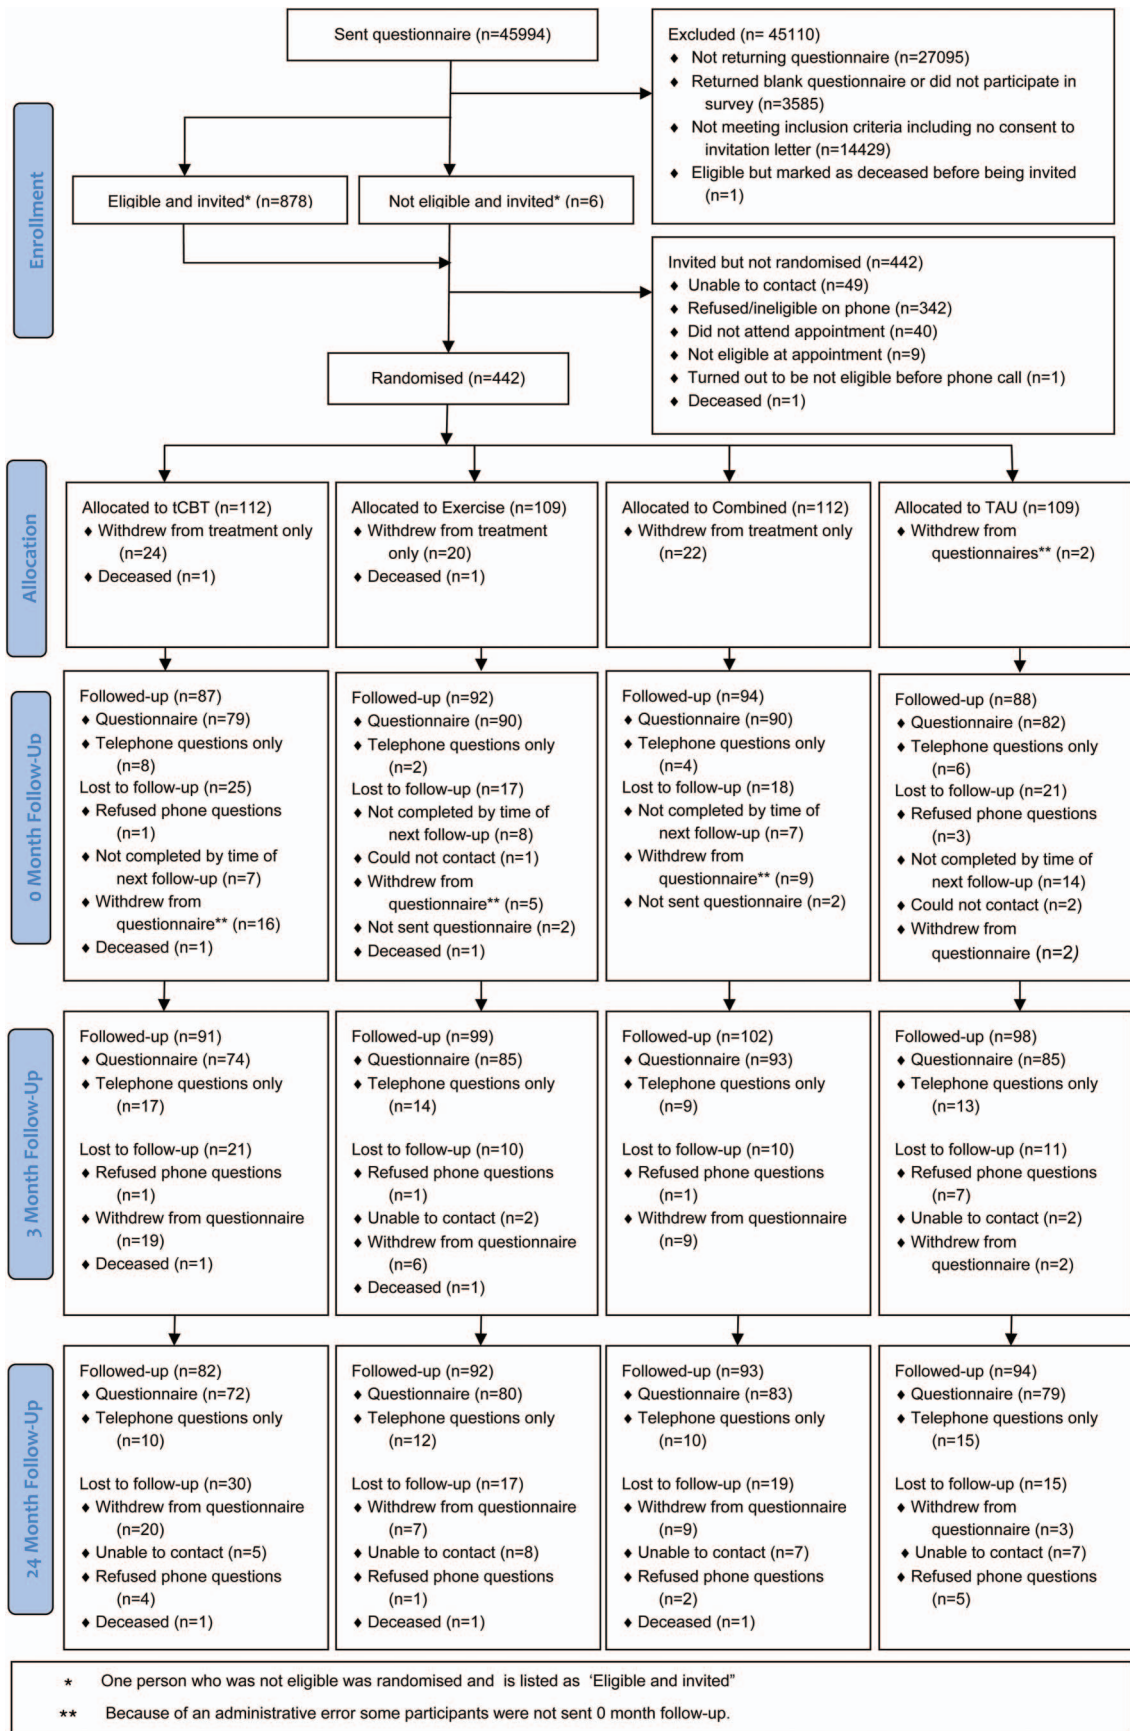 Sent questionnaire (n=45994)
Excluded (n= 45110)
♦ Not returning questionnaire (n=27095)
♦ Returned blank questionnaire or did not participate in
survey (n=3585)
♦ Not meeting inclusion criteria including no consent to
invitation letter (n=14429)
♦ Eligible but marked as deceased before being invited
(n=1)
Enrollment
Eligible and invited* (n=878)
Not eligible and invited* (n=6)
Invited but not randomised (n=442)
♦ Unable to contact (n=49)
♦ Refused/ineligible on phone (n=342)
♦ Did not attend appointment (n=40)
♦ Not eligible at appointment (n=9)
♦ Turned out to be not eligible before phone call (n=1)
♦ Deceased (n=1)
Randomised (n=442)
Allocation
Allocated to tCBT (n=112)
♦ Withdrew from treatment only
(n=24)
♦ Deceased (n=1)
Allocated to Exercise (n=109)
♦ Withdrew from treatment
only (n=20)
♦ Deceased (n=1)
Allocated to Combined (n=112)
♦ Withdrew from treatment only
(n=22)
Allocated to TAU (n=109)
♦ Withdrew from
questionnaires** (n=2)
0 Month Follow-Up
Followed-up (n=87)
♦ Questionnaire (n=79)
♦ Telephone questions only
(n=8)
Lost to follow-up (n=25)
♦ Refused phone questions
(n=1)
♦ Not completed by time of
next follow-up (n=7)
♦ Withdrew from
questionnaire** (n=16)
♦ Deceased (n=1)
Followed-up (n=92)
♦ Questionnaire (n=90)
♦ Telephone questions only
(n=2)
Lost to follow-up (n=17)
♦ Not completed by time of
next follow-up (n=8)
♦ Could not contact (n=1)
♦ Withdrew from
questionnaire** (n=5)
♦ Not sent questionnaire (n=2)
♦ Deceased (n=1)
Followed-up (n=94)
♦ Questionnaire (n=90)
♦ Telephone questions only
(n=4)
Lost to follow-up (n=18)
♦ Not completed by time of
next follow-up (n=7)
♦ Withdrew from
questionnaire** (n=9)
♦ Not sent questionnaire (n=2)
Followed-up (n=88)
♦ Questionnaire (n=82)
♦ Telephone questions only
(n=6)
Lost to follow-up (n=21)
♦ Refused phone questions
(n=3)
♦ Not completed by time of
next follow-up (n=14)
♦ Could not contact (n=2)
♦ Withdrew from
questionnaire (n=2)
3 Month Follow-Up
Followed-up (n=91)
♦ Questionnaire (n=74)
♦ Telephone questions only
(n=17)
Lost to follow-up (n=21)
♦ Refused phone questions
(n=1)
♦ Withdrew from questionnaire
(n=19)
♦ Deceased (n=1)
Followed-up (n=99)
♦ Questionnaire (n=85)
♦ Telephone questions only
(n=14)
Lost to follow-up (n=10)
♦ Refused phone questions
(n=1)
♦ Unable to contact (n=2)
♦ Withdrew from questionnaire
(n=6)
♦ Deceased (n=1)
Followed-up (n=102)
♦ Questionnaire (n=93)
♦ Telephone questions only
(n=9)
Lost to follow-up (n=10)
♦ Refused phone questions
(n=1)
♦ Withdrew from questionnaire
(n=9)
Followed-up (n=98)
♦ Questionnaire (n=85)
♦ Telephone questions only
(n=13)
Lost to follow-up (n=11)
♦ Refused phone questions
(n=7)
♦ Unable to contact (n=2)
♦ Withdrew from
questionnaire (n=2)
24 Month Follow-Up
Followed-up (n=82)
♦ Questionnaire (n=72)
♦ Telephone questions only
(n=10)
Lost to follow-up (n=30)
♦ Withdrew from questionnaire
(n=20)
♦ Unable to contact (n=5)
♦ Refused phone questions
(n=4)
♦ Deceased (n=1)
Followed-up (n=92)
♦ Questionnaire (n=80)
♦ Telephone questions only
(n=12)
Lost to follow-up (n=17)
♦ Withdrew from questionnaire
(n=7)
♦ Unable to contact (n=8)
♦ Refused phone questions
(n=1)
♦ Deceased (n=1)
Followed-up (n=93)
♦ Questionnaire (n=83)
♦ Telephone questions only
(n=10)
Lost to follow-up (n=19)
♦ Withdrew from questionnaire
(n=9)
♦ Unable to contact (n=7)
♦ Refused phone questions
(n=2)
♦ Deceased (n=1)
Followed-up (n=94)
♦ Questionnaire (n=79)
♦ Telephone questions only
(n=15)
Lost to follow-up (n=15)
♦ Withdrew from
questionnaire (n=3)
♦ Unable to contact (n=7)
♦ Refused phone questions
(n=5)
* One person who was not eligible was randomised and is listed as ‘Eligible and invited”
** Because of an administrative error some participants were not sent 0 month follow-up.